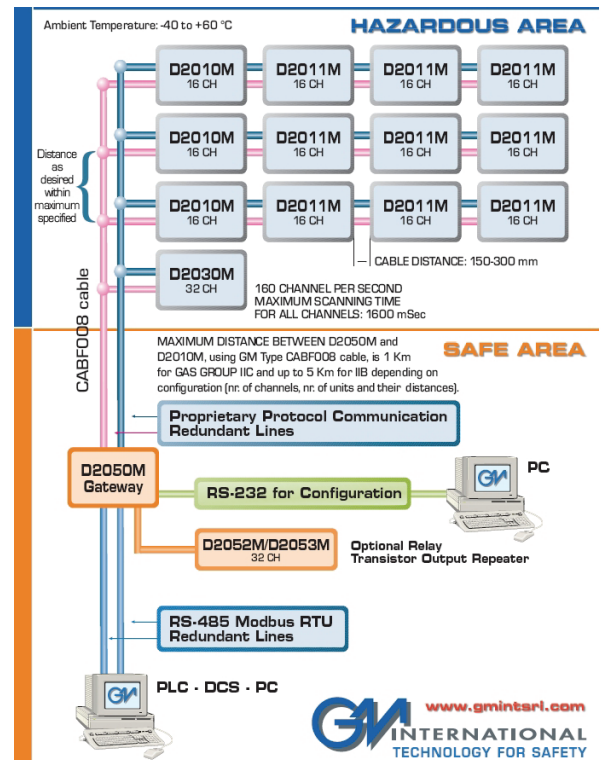 Ambient Temperature: -40 to +60 °C
HAZARDOUS AREA
D2010M
16 CH
D2011M
16 CH
D2011M
16 CH
D2011M
16 CH
D2010M
16 CH
D2011M
16 CH
D2011M
16 CH
D2011M
16 CH
Distance
as
desired
within
maximum
specified
D2010M
16 CH
D2011M
16 CH
D2011M
16 CH
D2011M
16 CH
CABLE DISTANCE: 150-300 mm
D2030M
32 CH
160 CHANNEL PER SECOND
MAXIMUM SCANNING TIME
FOR ALL CHANNELS: 1600 mSec
CABF008 cable
MAXIMUM DISTANCE BETWEEN D2050M and
D2010M, using GM Type CABF008 cable, is 1 Km
for GAS GROUP IIC and up to 5 Km for IIB depending on
configuration (nr. of channels, nr. of units and their distances).
SAFE AREA
Proprietary Protocol Communication
Redundant Lines
D2050M
Gateway
RS-232 for Configuration
GM
PC
D2052M/D2053M
32 CH
Optional Relay
Transistor Output Repeater
RS-485 Modbus RTU
Redundant Lines
GM
PLC - DCS - PC
www.gmintsrl.com
GM INTERNATIONAL
TECHNOLOGY FOR SAFETY